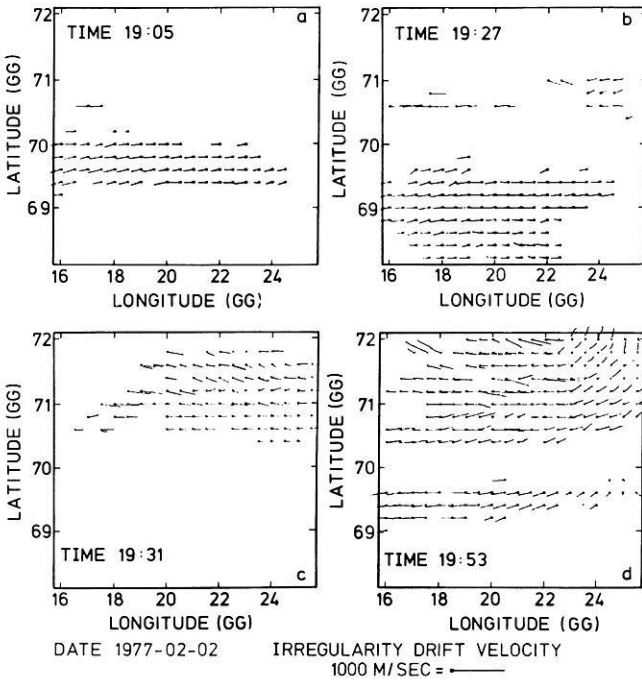 a
TIME 19:05
LATITUDE (GG)
71
70
69
16 18 20 22 24
LONGITUDE (GG)
b
TIME 19:27
LATITUDE (GG)
71
70
69
16 18 20 22 24
LONGITUDE (GG)
72
71
70
69
LATITUDE (GG)
TIME 19:31
c
16 18 20 22 24
LONGITUDE (GG)
72
71
70
69
LATITUDE (GG)
TIME 19:53
d
16 18 20 22 24
LONGITUDE (GG)
DATE 1977-02-02 IRREGULARITY DRIFT VELOCITY
1000 M/SEC =